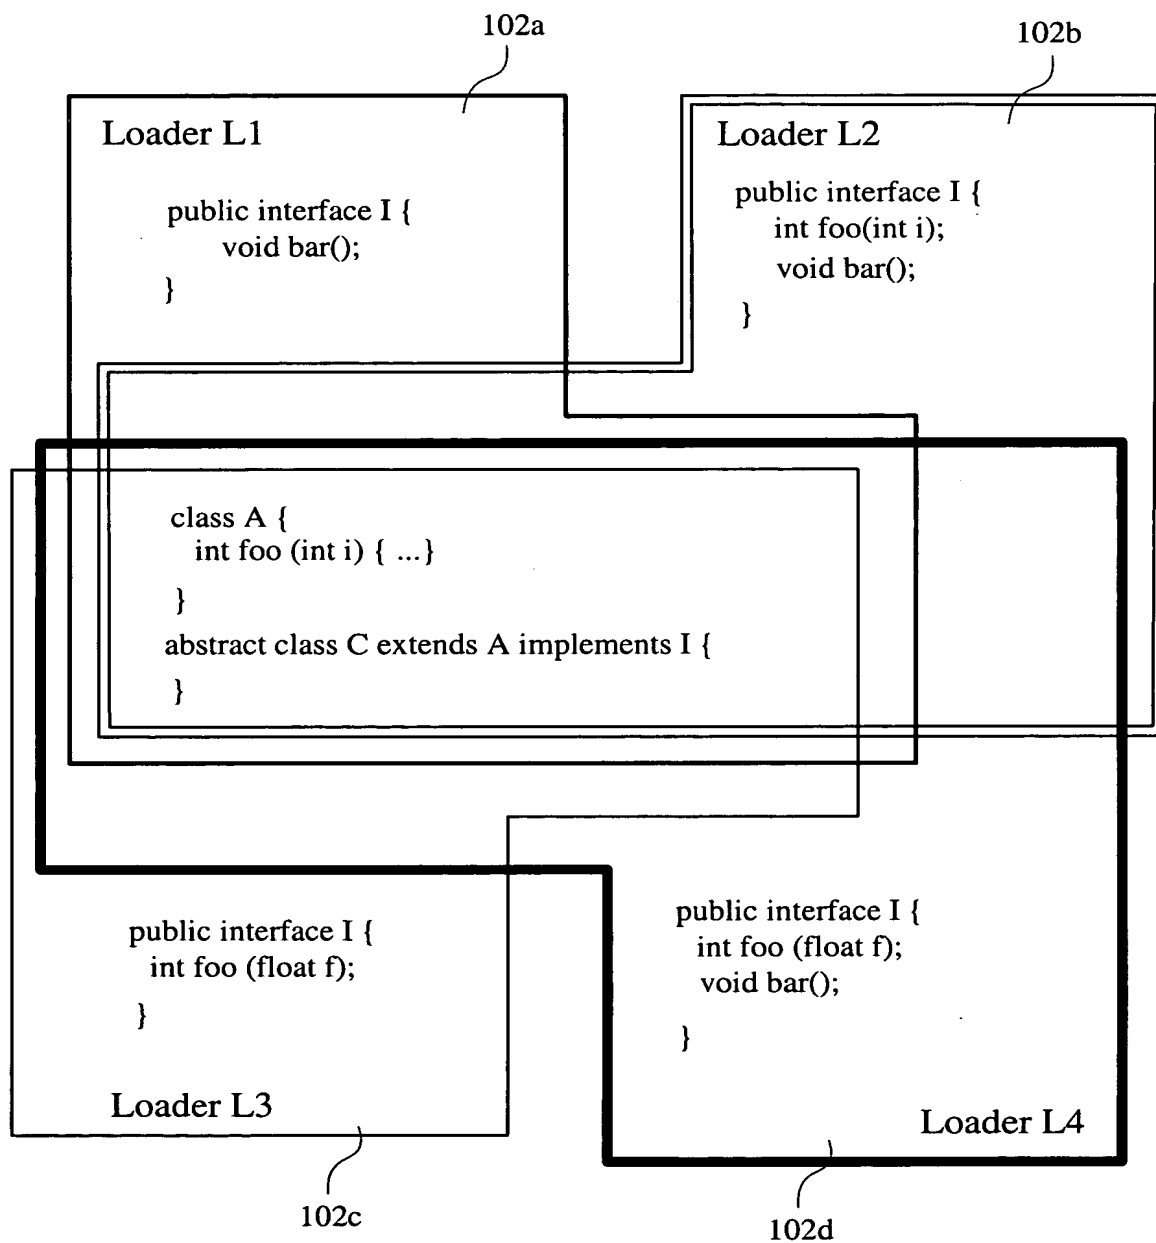 102a
102b
Loader L1
public interface I {
void bar();
}
Loader L2
public interface I {
int foo(int i);
void bar();
}
class A {
int foo (int i) { ...}
}
abstract class C extends A implements I {
}
public interface I {
int foo (float f);
}
Loader L3
public interface I {
int foo (float f);
void bar();
}
Loader L4
102c
102d